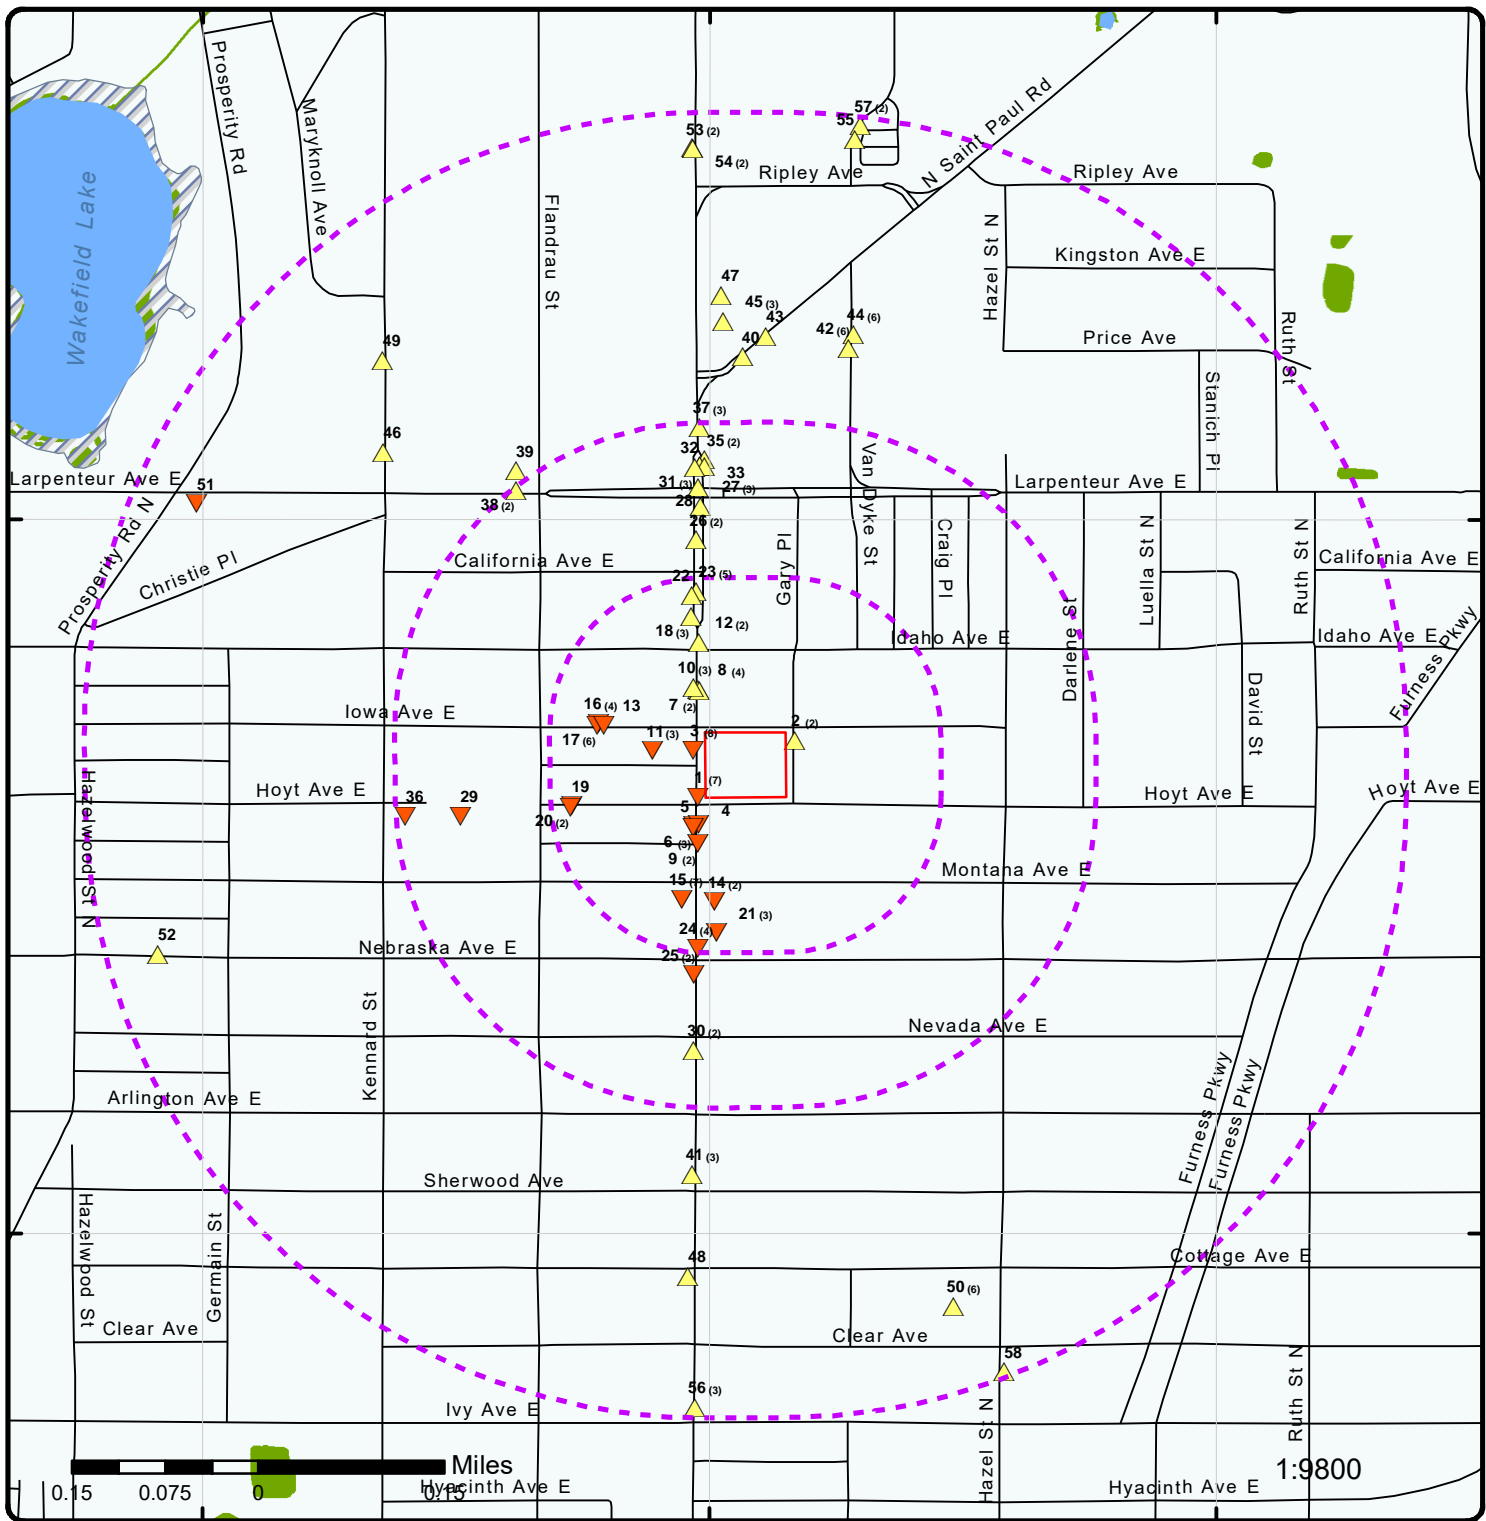 57 (2)
55
53 (2)
54 (2)
Ripley Ave
N Saint Paul Rd
Ripley Ave
Prosperity Rd
Maryknoll Ave
Flandrau St
Wakefield Lake
Hazel St N
Kingston Ave E
47
45 (3)
43
44 (6)
42 (6)
40
Price Ave
Ruth St
49
Stanich Pl
37 (3)
46
39
32
35 (2)
33
Van Dyke St
Larpenteur Ave E
51
31 (3)
27 (3)
Larpenteur Ave E
38 (2)
28
26 (2)
Prosperity Rd N
Christie Pl
California Ave E
22
23 (5)
Gary Pl
Craig Pl
Luella St N
Ruth St N
California Ave E
18 (3)
12 (2)
Idaho Ave E
Darlene St
Idaho Ave E
Furness Pkwy
10 (3)
8 (4)
7 (2)
David St
Iowa Ave E
16 (4)
13
17 (6)
11 (3)
3 (8)
2 (2)
Hazelwood St N
Hoyt Ave E
36
29
19
20 (2)
1 (7)
5
4
Hoyt Ave E
Hoyt Ave E
6 (3)
9 (2)
Montana Ave E
15
14 (2)
21 (3)
52
Nebraska Ave E
24 (4)
25 (2)
Kennard St
30 (2)
Nevada Ave E
Arlington Ave E
Furness Pkwy
Furness Pkwy
41 (3)
Sherwood Ave
Hazelwood St
Germain St
48
Cottage Ave E
50 (6)
Clear Ave
Clear Ave
58
56 (3)
Ivy Ave E
Hazel St N
Ruth St N
Miles
1:9800
0.15
0.075
0
0.15
Hyacinth Ave E
Hyacinth Ave E